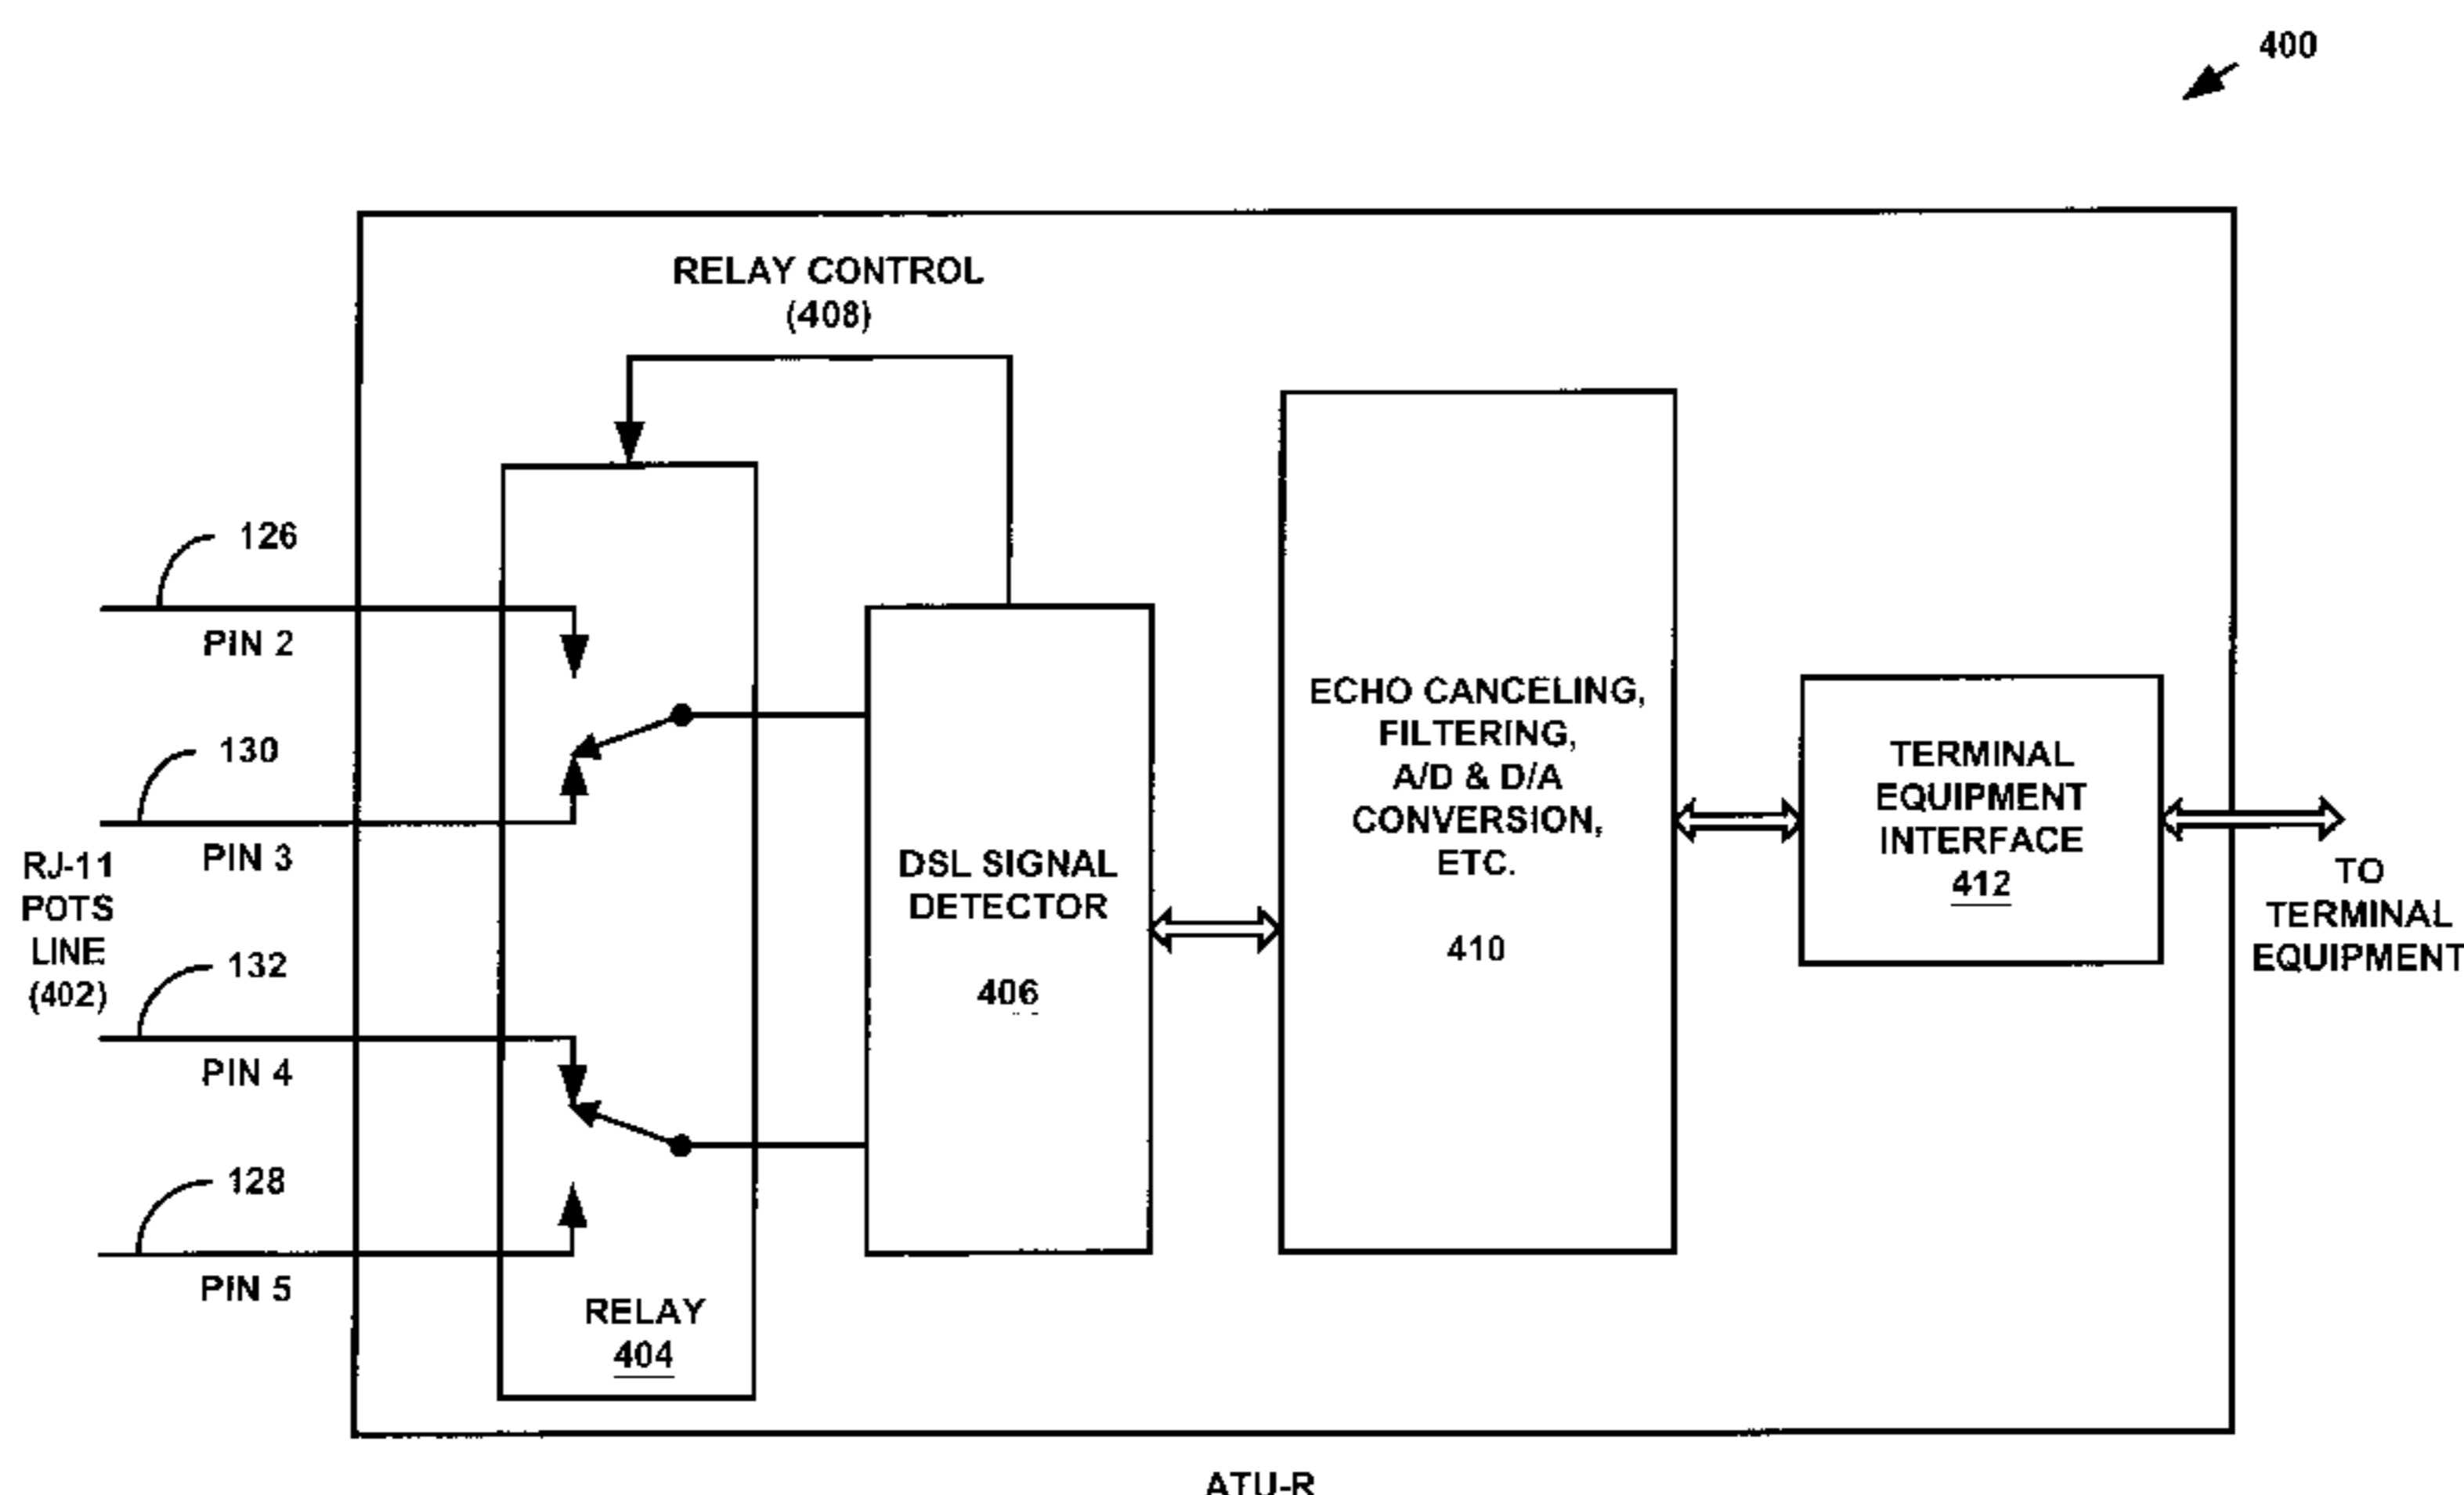 400
RELAY CONTROL
(408)
126
PIN 2
130
PIN 3
RJ-11
POTS
LINE
(402)
132
PIN 4
128
PIN 5
RELAY
404
DSL SIGNAL
DETECTOR
406
ECHO CANCELING,
FILTERING,
A/D & D/A
CONVERSION,
ETC.
410
TERMINAL
EQUIPMENT
INTERFACE
412
TO
TERMINAL
EQUIPMENT
ATU-R